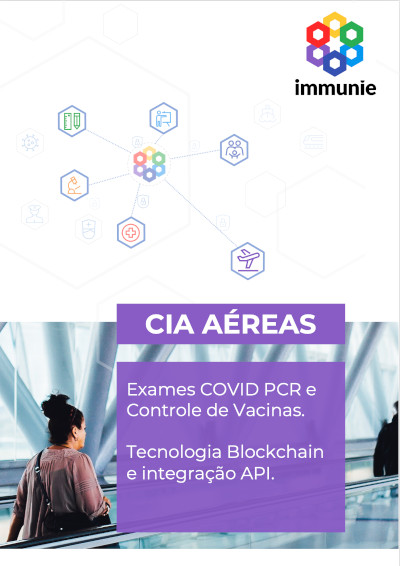 immunie
CIA AÉREAS
Exames COVID PCR e
Controle de Vacinas.
Tecnologia Blockchain
e integração API.